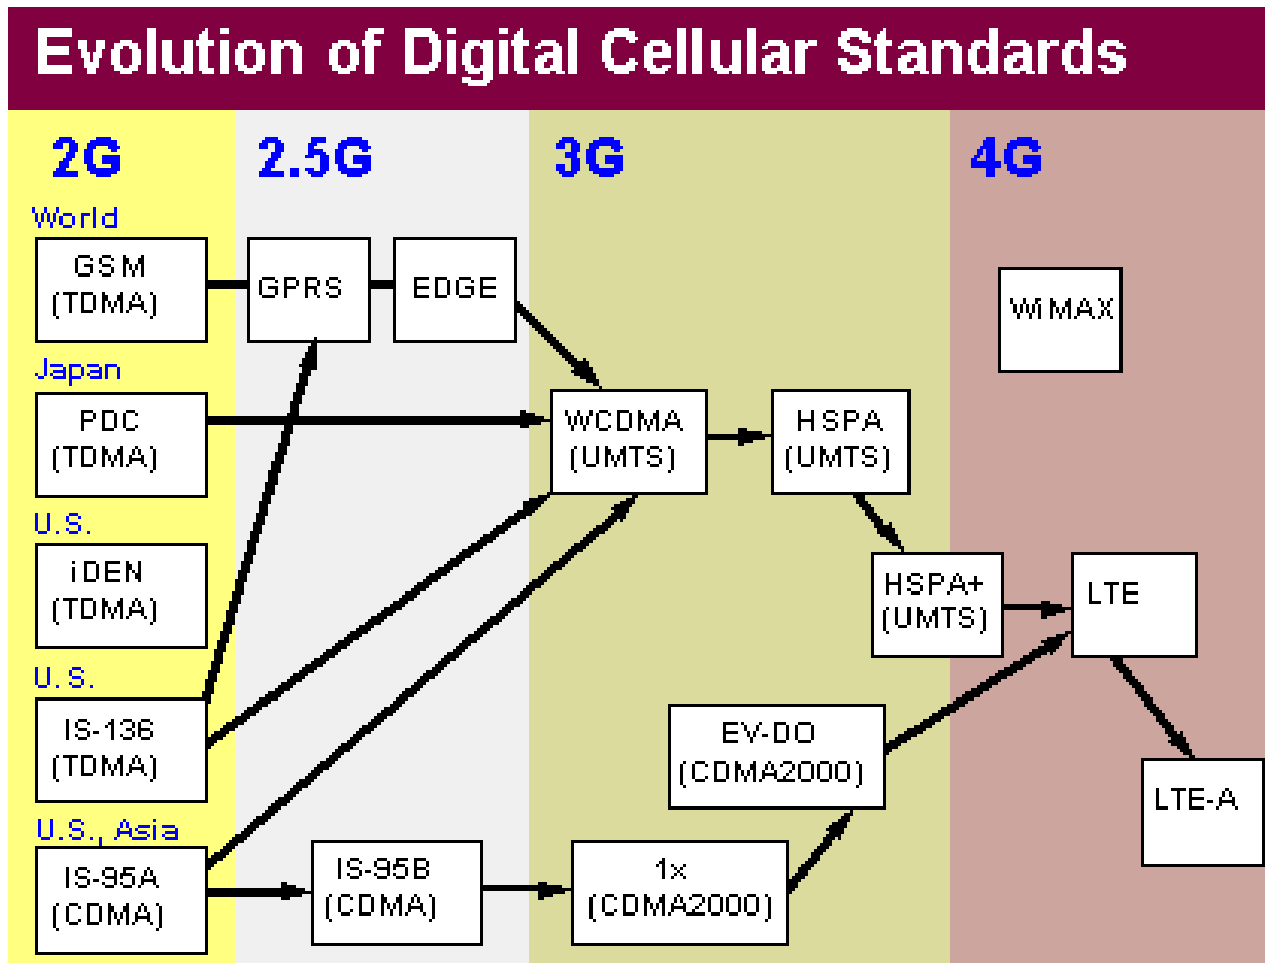 Evolution of Digital Cellular Standards
2G
2.5G
3G
4G
World
GSM
(TDMA)
GPRS
EDGE
WiMAX
Japan
PDC
(TDMA)
WCDMA
(UMTS)
HSPA
(UMTS)
U.S.
iDEN
(TDMA)
HSPA+
(UMTS)
LTE
U.S.
IS-136
(TDMA)
EV-DO
(CDMA2000)
LTE-A
U.S., Asia
IS-95A
(CDMA)
IS-95B
(CDMA)
1x
(CDMA2000)